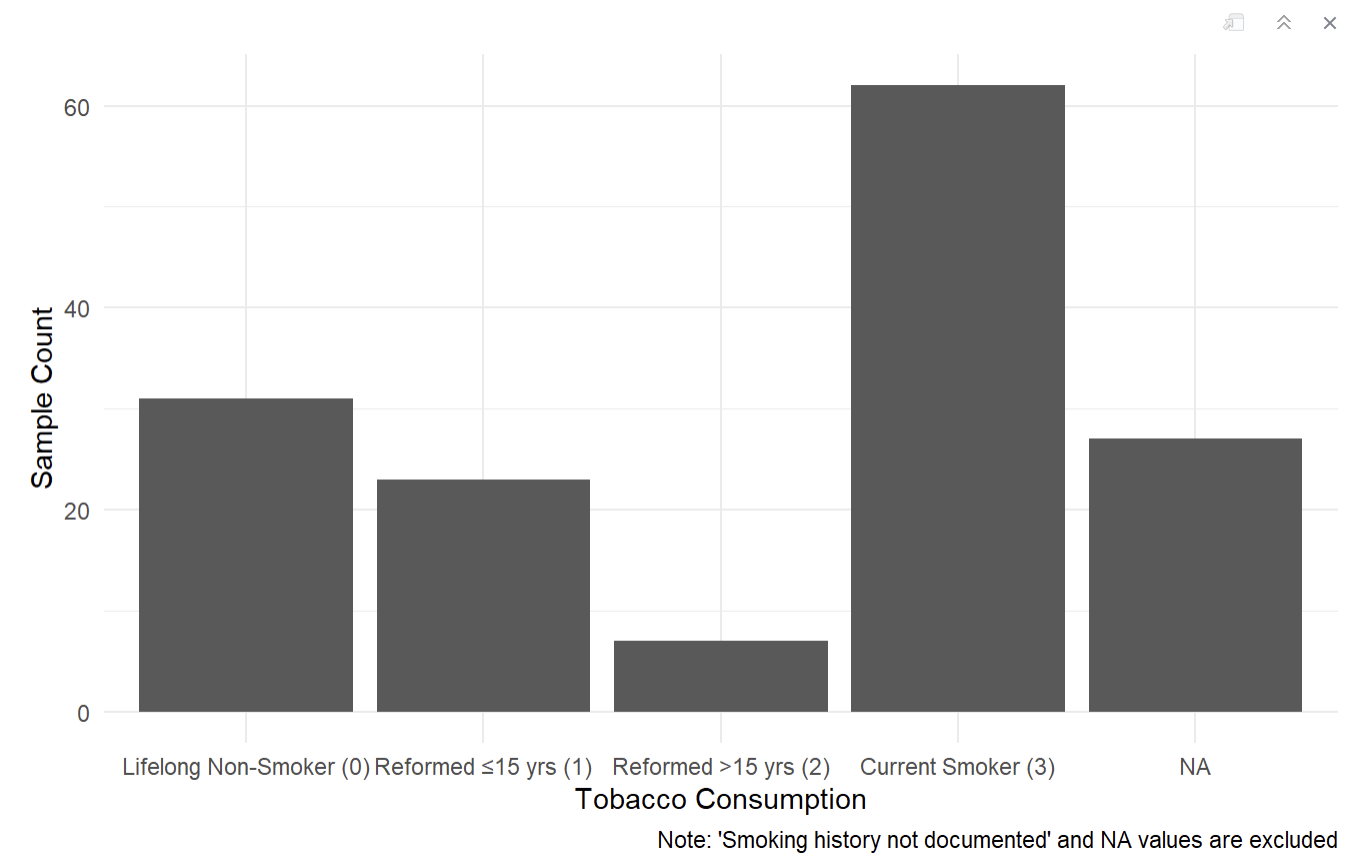 60
40
20
0
Sample Count
Lifelong Non-Smoker (0) Reformed ≤15 yrs (1) Reformed >15 yrs (2) Current Smoker (3) NA
Tobacco Consumption
Note: 'Smoking history not documented' and NA values are excluded